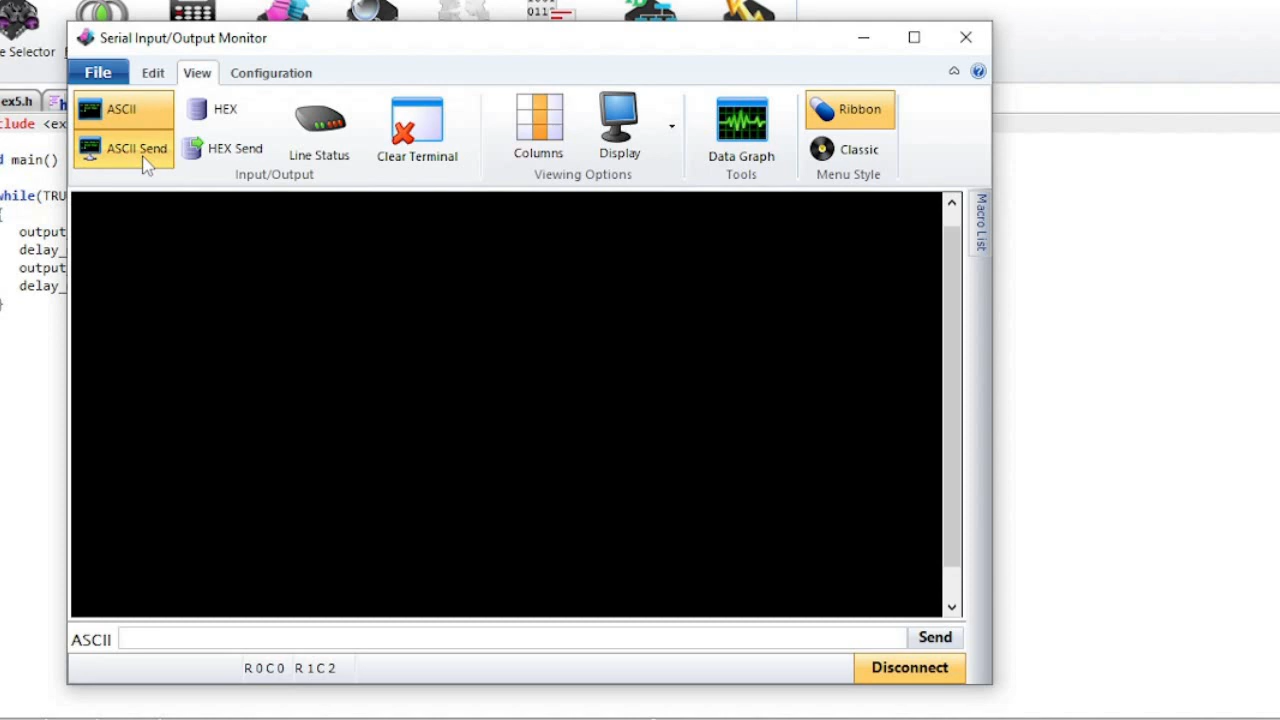 0111
e Selector
Serial Input/Output Monitor
File Edit View Configuration
ASCII HEX
ASCII Send HEX Send
Line Status Clear Terminal
Input/Output
Columns Display
Viewing Options
Data Graph
Tools
Ribbon
Classic
Menu Style
Macro List
ex5.h
clude <ex
d main()
while(TRU
{
output
delay_
output
delay_
}
ASCII Send
R0C0 R1C2 Disconnect